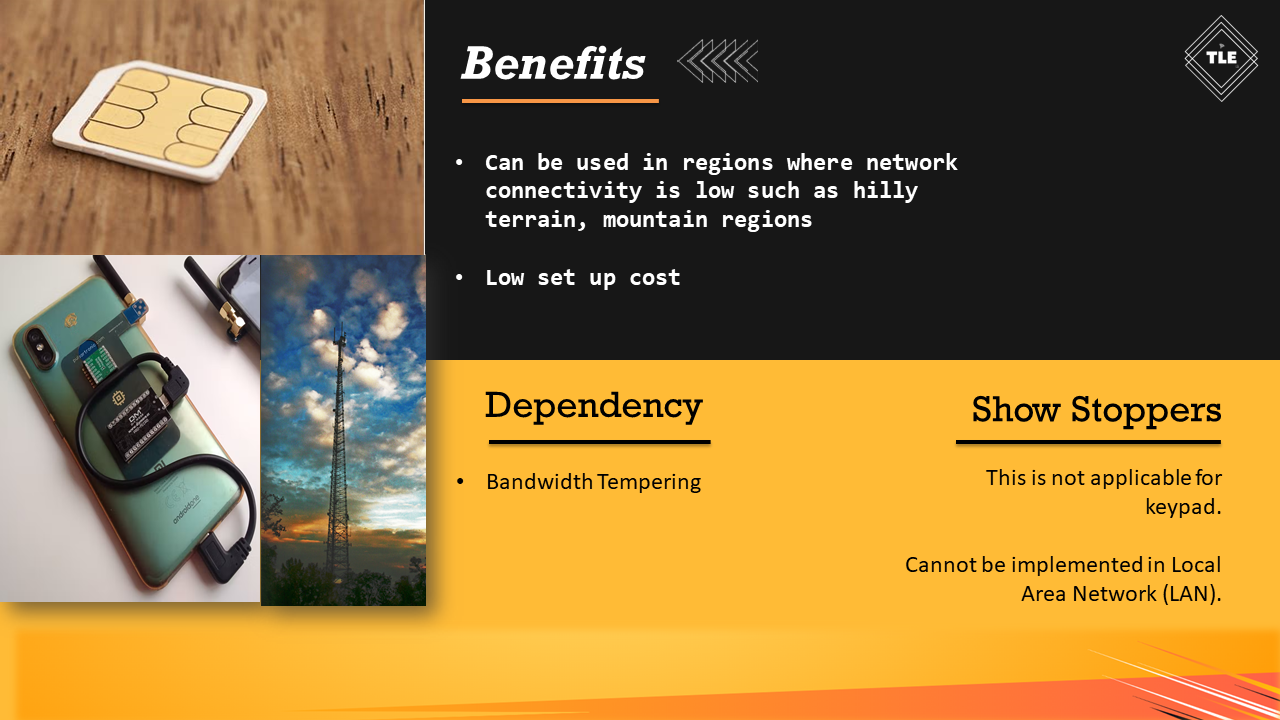 Benefits
TLE
• Can be used in regions where network
connectivity is low such as hilly
terrain, mountain regions
• Low set up cost
Dependency
• Bandwidth Tempering
Show Stoppers
This is not applicable for
keypad.
Cannot be implemented in Local
Area Network (LAN).
androidone